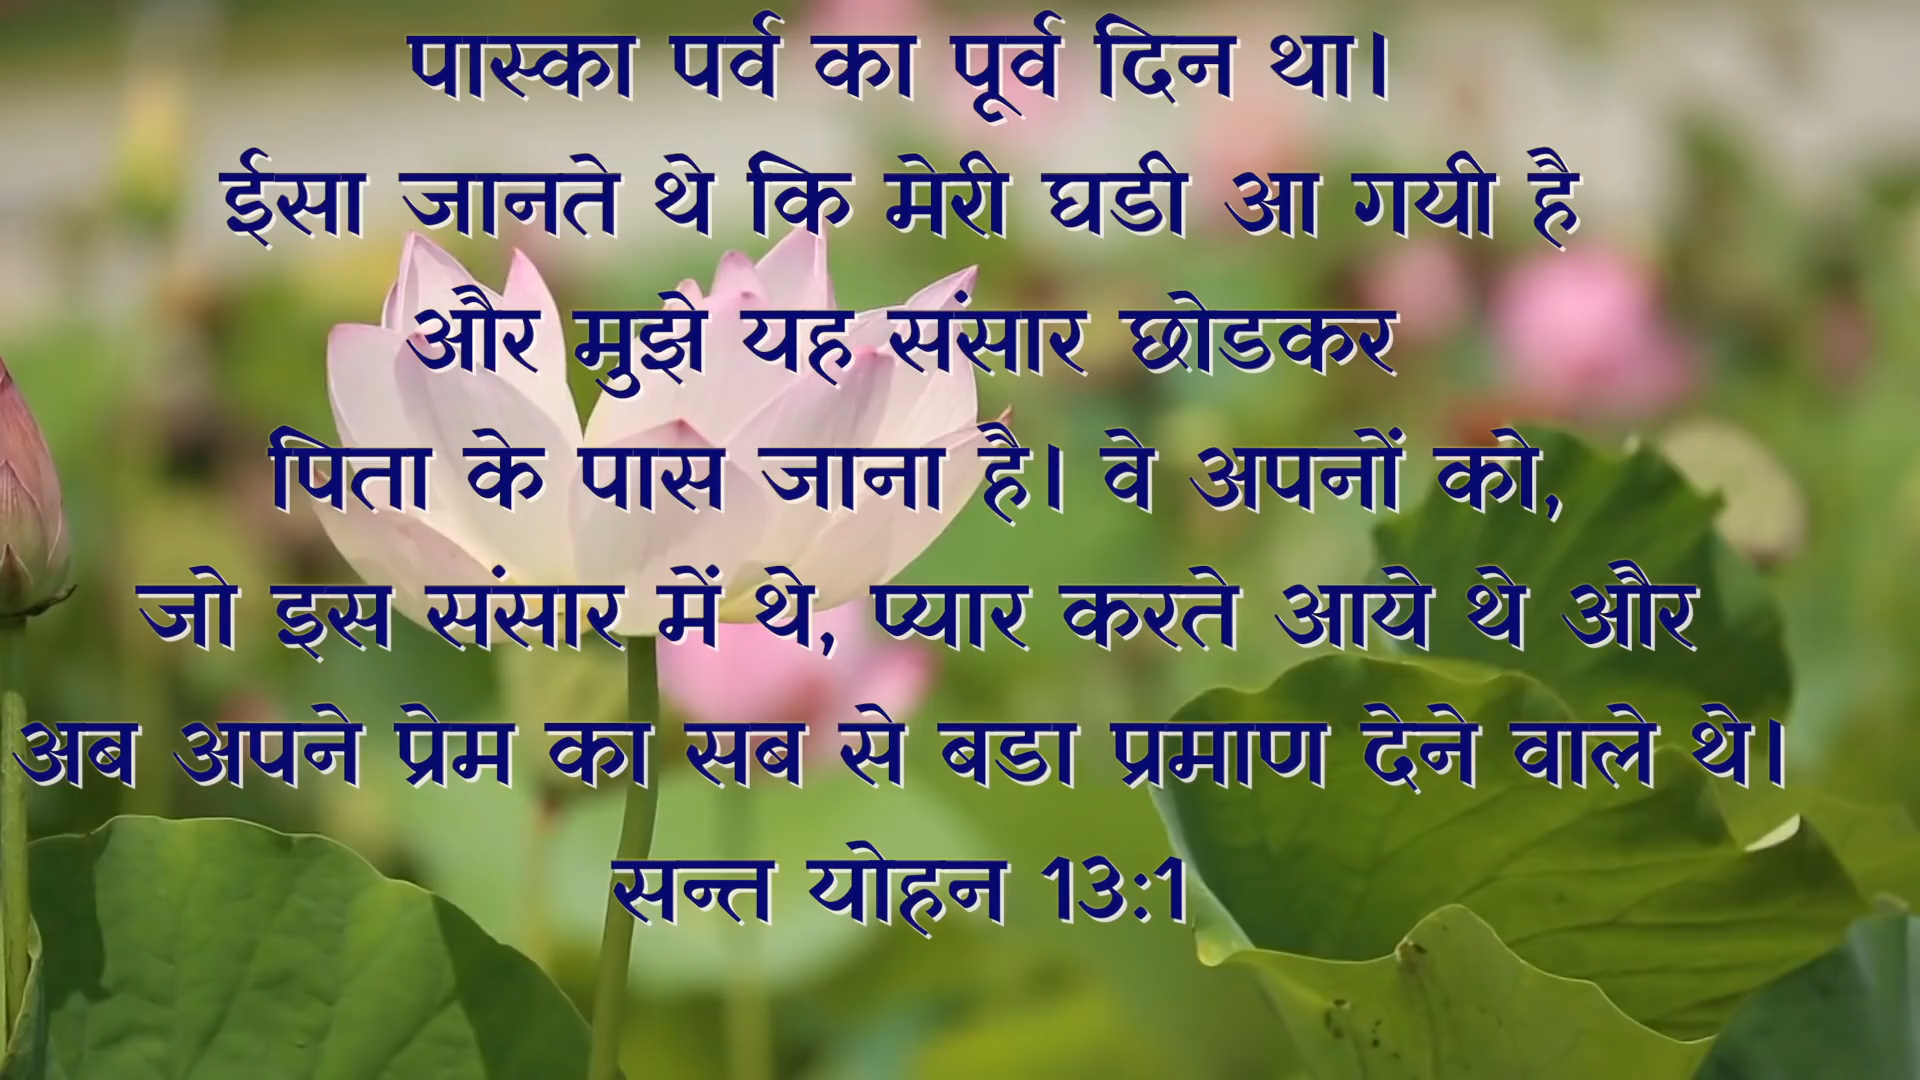 पास्का पर्व का पूर्व दिन था।
ईसा जानते थे कि मेरी घडी आ गयी है
और मुझे यह संसार छोडकर
पिता के पास जाना है। वे अपनों को,
जो इस संसार में थे, प्यार करते आये थे और
अब अपने प्रेम का सब से बडा प्रमाण देने वाले थे।
सन्त योहन 13:1